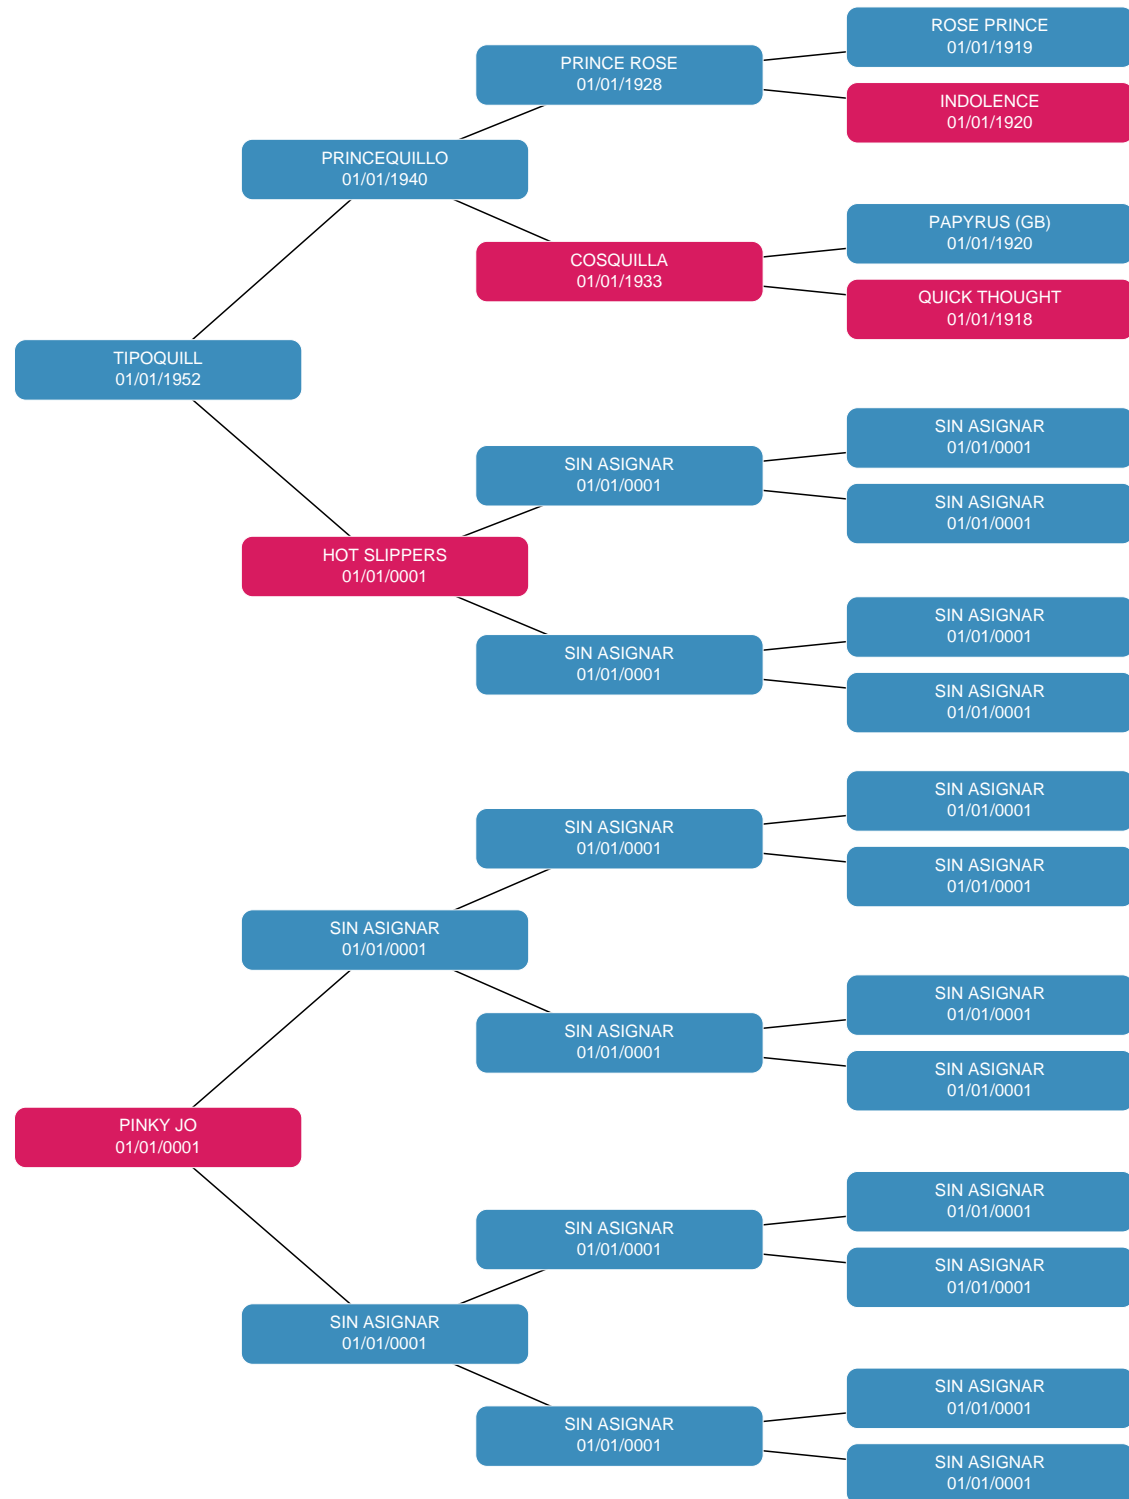 ROSE PRINCE
01/01/1919
PRINCE ROSE
01/01/1928
INDOLENCE
01/01/1920
PRINCEQUILLO
01/01/1940
PAPYRUS (GB)
01/01/1920
COSQUILLA
01/01/1933
QUICK THOUGHT
01/01/1918
TIPOQUILL
01/01/1952
SIN ASIGNAR
01/01/0001
SIN ASIGNAR
01/01/0001
SIN ASIGNAR
01/01/0001
HOT SLIPPERS
01/01/0001
SIN ASIGNAR
01/01/0001
SIN ASIGNAR
01/01/0001
SIN ASIGNAR
01/01/0001
SIN ASIGNAR
01/01/0001
SIN ASIGNAR
01/01/0001
SIN ASIGNAR
01/01/0001
SIN ASIGNAR
01/01/0001
SIN ASIGNAR
01/01/0001
SIN ASIGNAR
01/01/0001
SIN ASIGNAR
01/01/0001
PINKY JO
01/01/0001
SIN ASIGNAR
01/01/0001
SIN ASIGNAR
01/01/0001
SIN ASIGNAR
01/01/0001
SIN ASIGNAR
01/01/0001
SIN ASIGNAR
01/01/0001
SIN ASIGNAR
01/01/0001
SIN ASIGNAR
01/01/0001